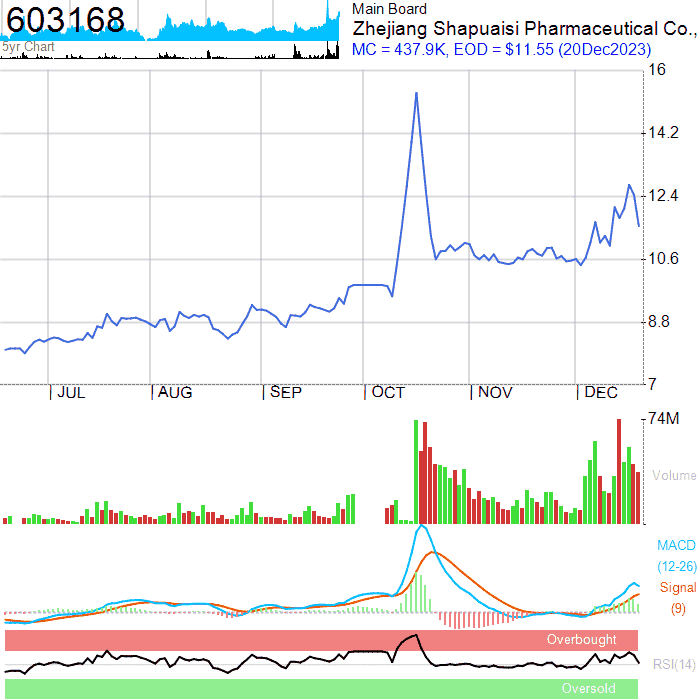 603168
5yr Chart
Main Board
Zhejiang Shapuaisi Pharmaceutical Co.,
MC = 437.9K, EOD = $11.55 (20Dec2023)
16
14.2
12.4
10.6
8.8
7
JUL
AUG
SEP
OCT
NOV
DEC
74M
Volume
MACD
(12-26)
Signal
(9)
Overbought
RSI(14)
Oversold